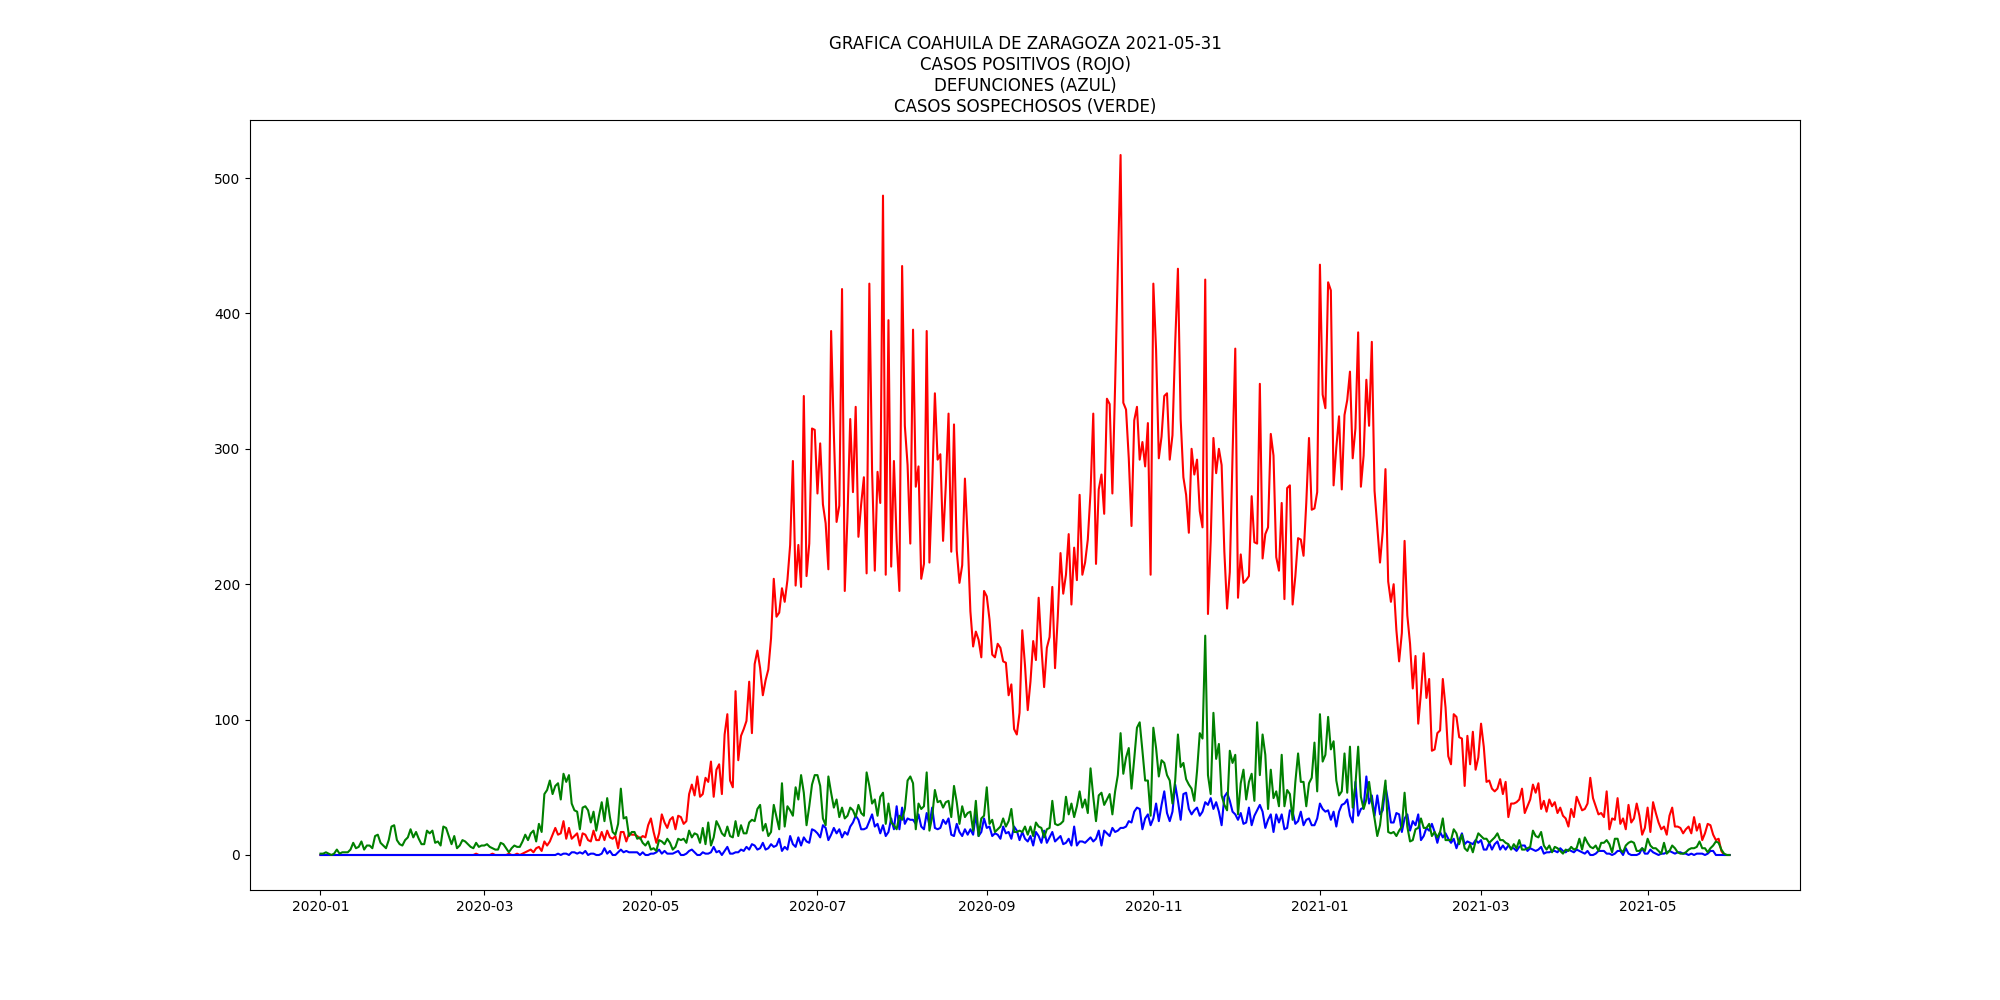 GRAFICA COAHUILA DE ZARAGOZA 2021-05-31
CASOS POSITIVOS (ROJO)
DEFUNCIONES (AZUL)
CASOS SOSPECHOSOS (VERDE)
500
400
300
200
100
0
2020-01 2020-03 2020-05 2020-07 2020-09 2020-11 2021-01 2021-03 2021-05